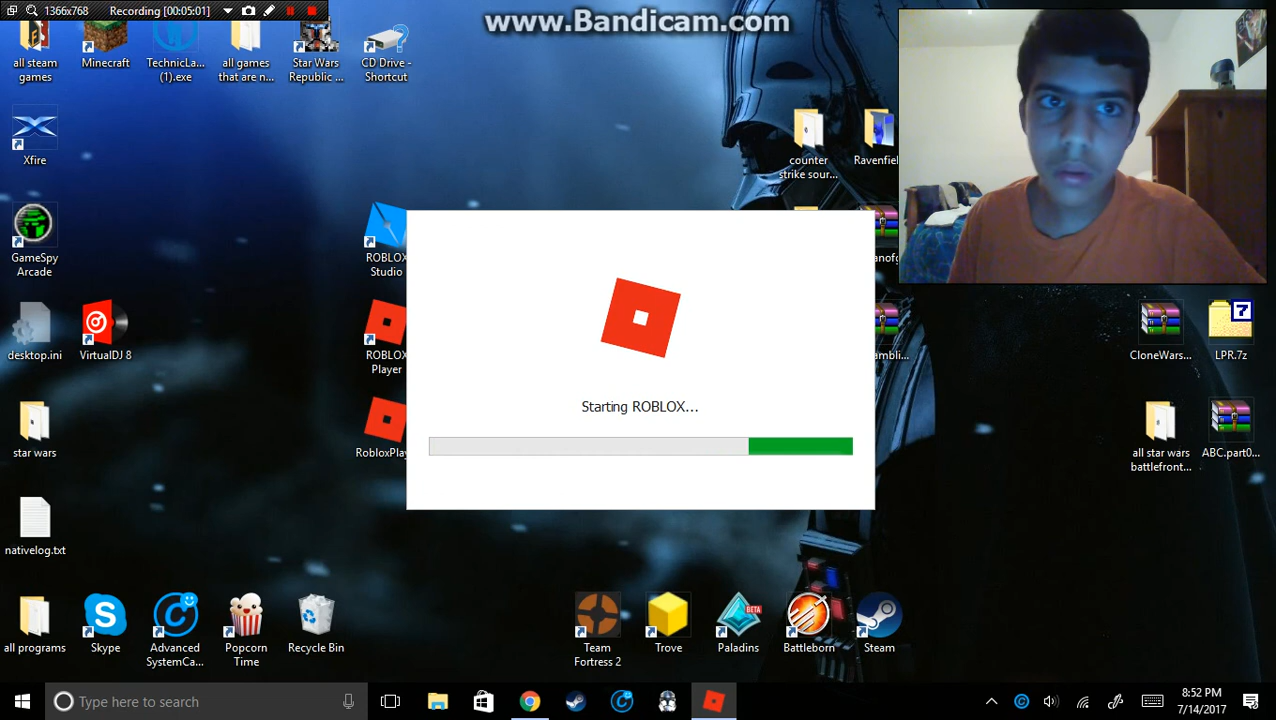 1366x768 Recording [00:05:01]
www.Bandicam.com
all steam
games
Minecraft
TechnicLa...
(1).exe
all games
that are n...
Star Wars
Republic ...
CD Drive -
Shortcut
Xfire
counter
strike sour...
Ravenfiel
GameSpy
Arcade
ROBLOX
Studio
anofg
desktop.ini
VirtualDJ 8
ROBLOX
Player
Starting ROBLOX...
ambli...
CloneWars...
7
LPR.7z
star wars
RobloxPla
all star wars
battlefront...
ABC.part0...
nativelog.txt
all programs
Skype
Advanced
SystemCa...
Popcorn
Time
Recycle Bin
Team
Fortress 2
Trove
BETA
Paladins
Battleborn
Steam
Type here to search
8:52 PM
7/14/2017